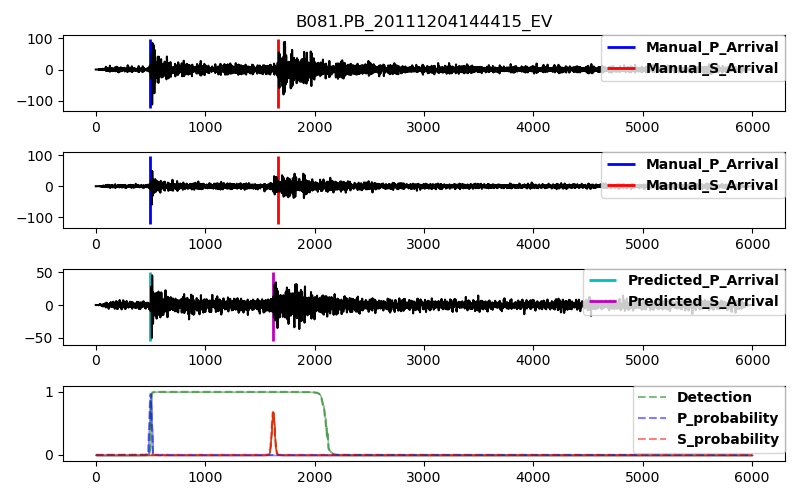 B081.PB_20111204144415_EV
100
0
−100
Manual_P_Arrival
Manual_S_Arrival
0 1000 2000 3000 4000 5000 6000
100
0
−100
Manual_P_Arrival
Manual_S_Arrival
0 1000 2000 3000 4000 5000 6000
50
0
−50
Predicted_P_Arrival
Predicted_S_Arrival
0 1000 2000 3000 4000 5000 6000
1
0
Detection
P_probability
S_probability
0 1000 2000 3000 4000 5000 6000